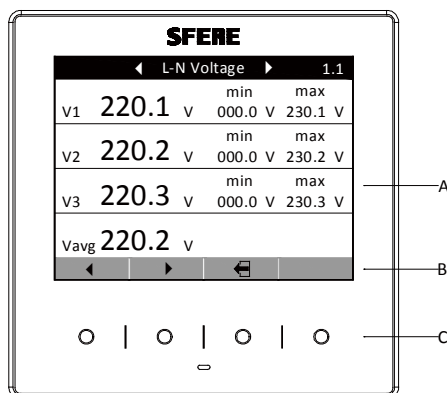 SFERE
L-N Voltage 1.1
min max
V1 220.1 V 000.0 V 230.1 V
min max
V2 220.2 V 000.0 V 230.2 V
min max
V3 220.3 V 000.0 V 230.3 V
A
Vavg 220.2 V
B
C